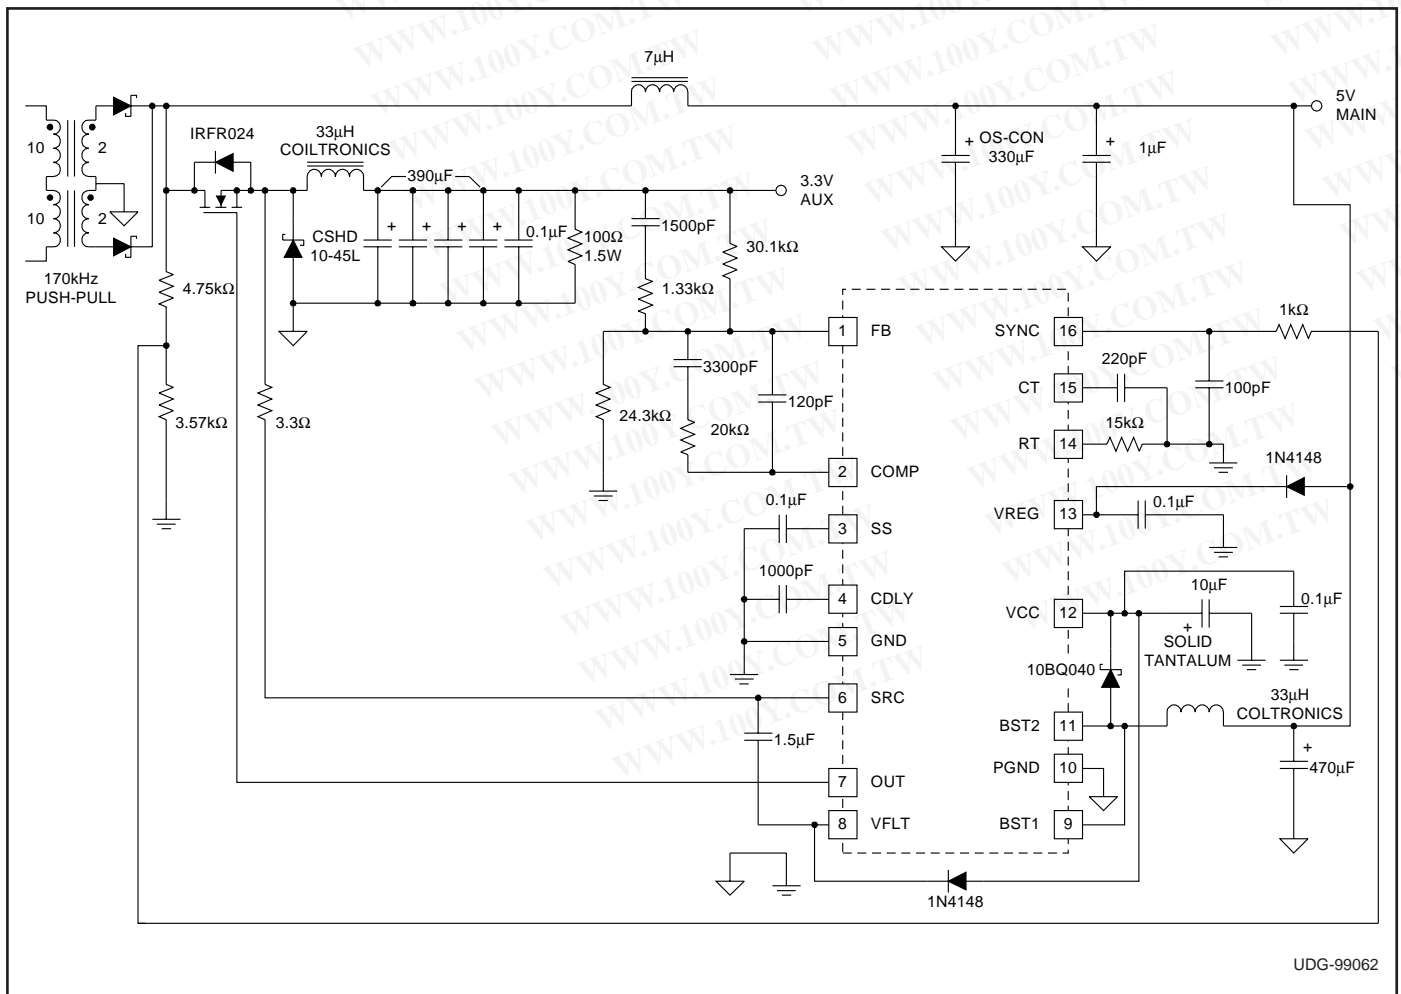 7µH
5V
MAIN
OS-CON
330µF
1µF
IRFR024
33µH
COILTRONICS
10
2
10
2
170kHz
PUSH-PULL
390µF
3.3V
AUX
CSHD
10-45L
0.1µF
100Ω
1.5W
1500pF
30.1kΩ
1.33kΩ
4.75kΩ
3.57kΩ
3.3Ω
24.3kΩ
3300pF
20kΩ
120pF
0.1µF
1000pF
1.5µF
1 FB
2 COMP
3 SS
4 CDLY
5 GND
6 SRC
7 OUT
8 VFLT
SYNC 16
CT 15
RT 14
VREG 13
VCC 12
BST2 11
PGND 10
BST1 9
1kΩ
220pF
100pF
15kΩ
1N4148
0.1µF
10µF
SOLID
TANTALUM
0.1µF
10BQ040
33µH
COLTRONICS
470µF
1N4148
UDG-99062
WWW.100Y.COM.TW